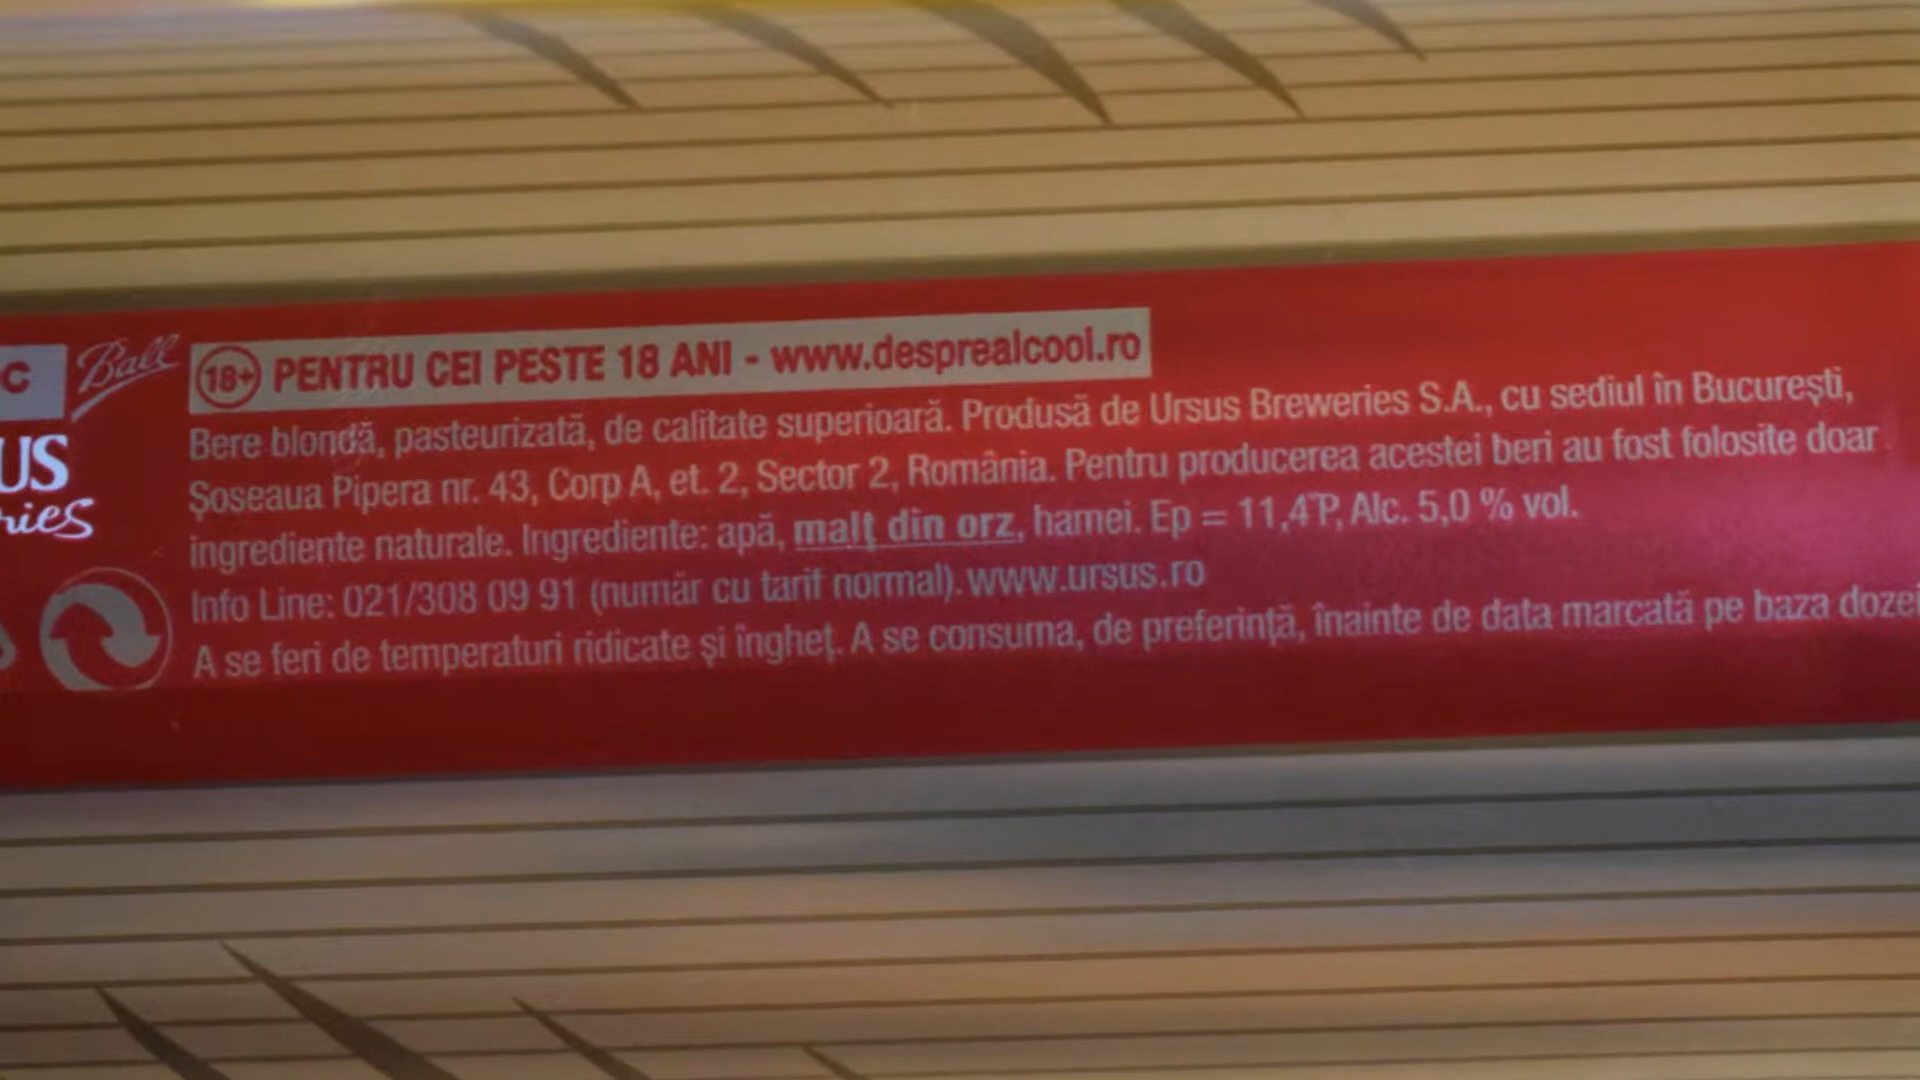 C Ball
18+ PENTRU CEI PESTE 18 ANI - www.desprealcool.ro
Bere blondă, pasteurizată, de calitate superioară. Produsă de Ursus Breweries S.A., cu sediul în București,
US
Șoseaua Pipera nr. 43, Corp A, et. 2, Sector 2, România. Pentru producerea acestei beri au fost folosite doar
ries
ingrediente naturale. Ingrediente: apă, malț din orz, hamei. Ep = 11,4°P, Alc. 5,0 % vol.
Info Line: 021/308 09 91 (număr cu tarif normal). www.ursus.ro
A se feri de temperaturi ridicate și îngheț. A se consuma, de preferință, înainte de data marcată pe baza dozei